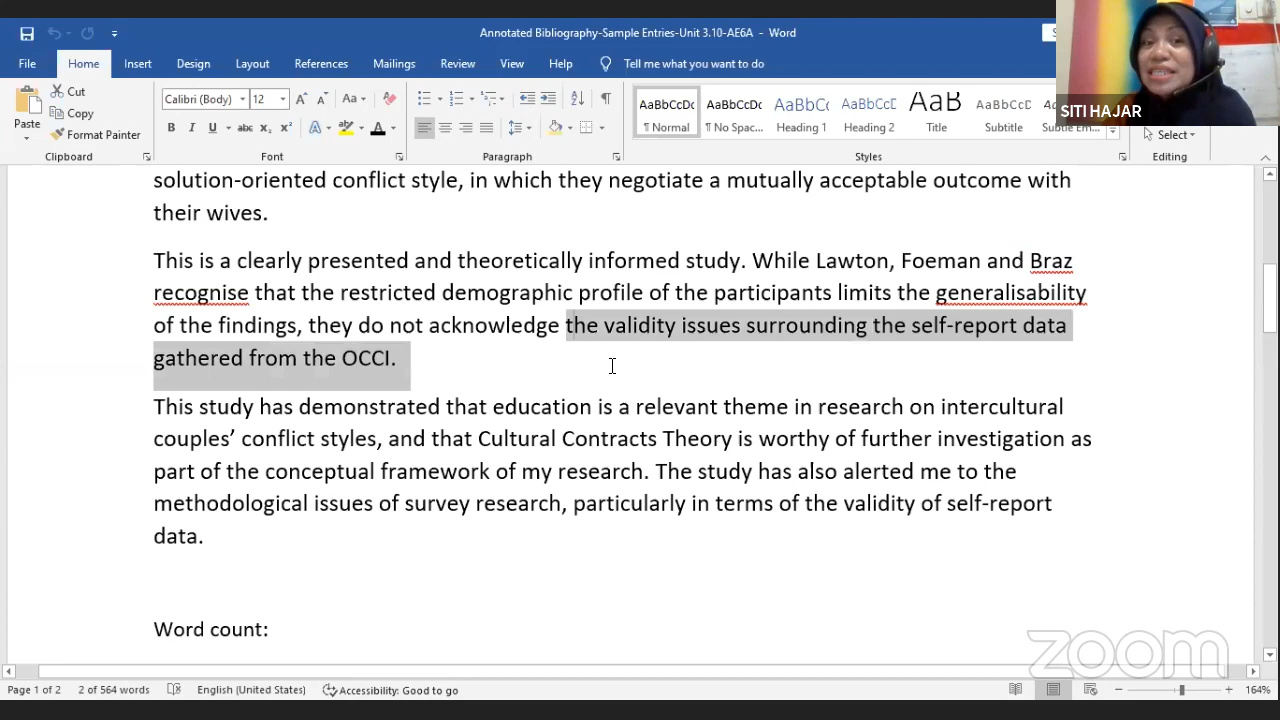 Annotated Bibliography-Sample Entries-Unit 3.10-AE6A - Word
File Home Insert Design Layout References Mailings Review View Help Tell me what you want to do
SITI HAJAR
Paste
Cut
Copy
Format Painter
Clipboard
Calibri (Body) 12
Font
Paragraph
AaBbCcDc AaBbCcDc AaBbCc AaBbCcC AaB AaBbCcC
¶ Normal ¶ No Spac... Heading 1 Heading 2 Title Subtitle Subtle Em...
Styles
Select
Editing
solution-oriented conflict style, in which they negotiate a mutually acceptable outcome with
their wives.
This is a clearly presented and theoretically informed study. While Lawton, Foeman and Braz
recognise that the restricted demographic profile of the participants limits the generalisability
of the findings, they do not acknowledge the validity issues surrounding the self-report data
gathered from the OCCI.
This study has demonstrated that education is a relevant theme in research on intercultural
couples’ conflict styles, and that Cultural Contracts Theory is worthy of further investigation as
part of the conceptual framework of my research. The study has also alerted me to the
methodological issues of survey research, particularly in terms of the validity of self-report
data.
Word count:
zoom
Page 1 of 2 2 of 564 words English (United States) Accessibility: Good to go 164%